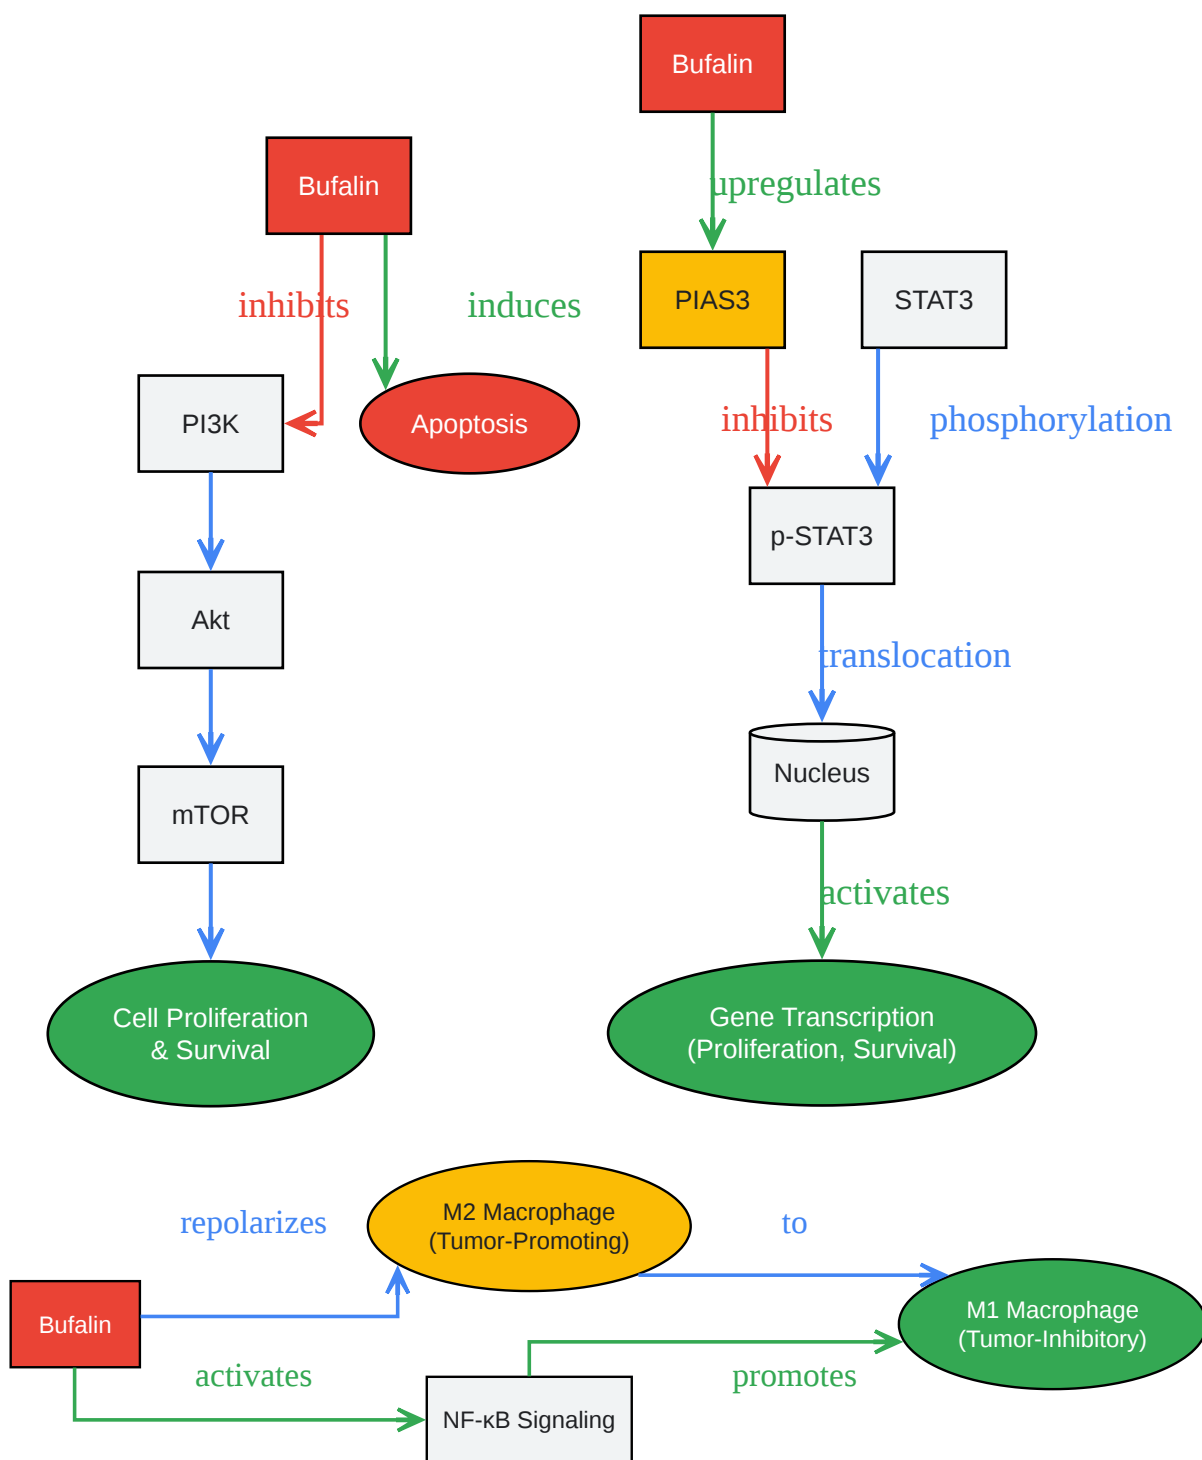 Bufalin
inhibits
induces
PI3K
Apoptosis
Akt
mTOR
Cell Proliferation
& Survival
Bufalin
upregulates
PIAS3
STAT3
inhibits
phosphorylation
p-STAT3
translocation
Nucleus
activates
Gene Transcription
(Proliferation, Survival)
repolarizes
M2 Macrophage
(Tumor-Promoting)
to
Bufalin
M1 Macrophage
(Tumor-Inhibitory)
activates
promotes
NF-κB Signaling